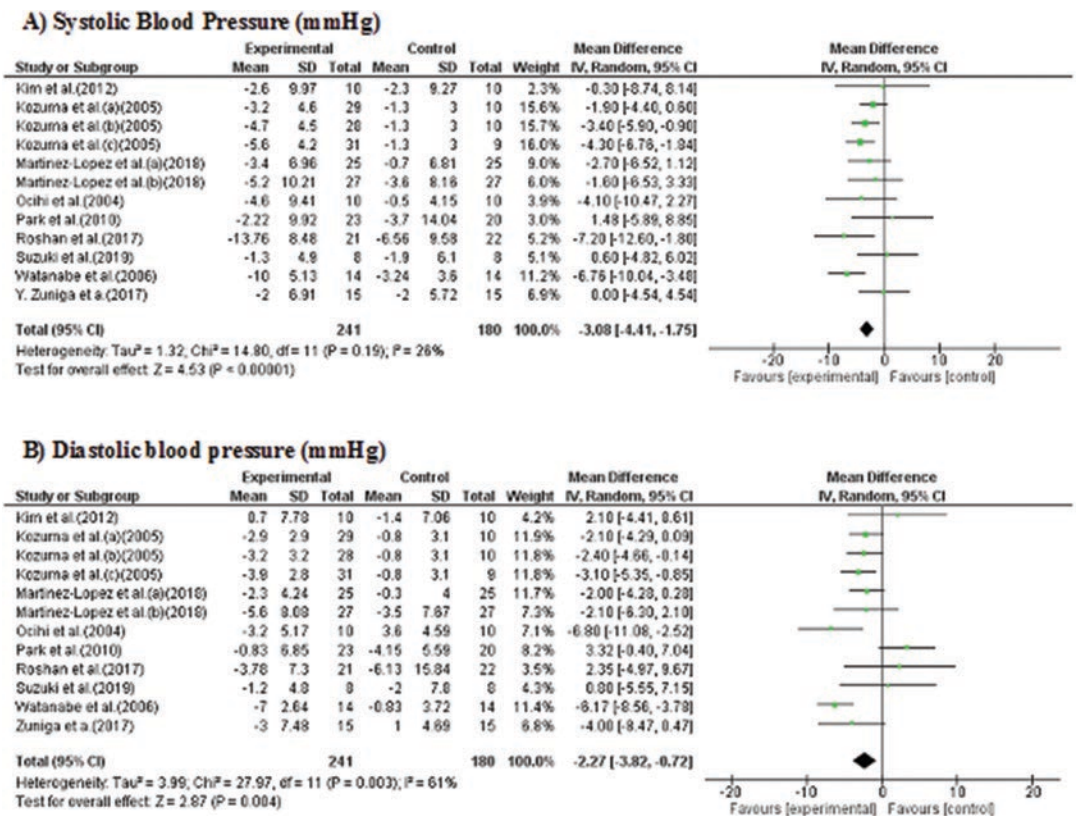 A) Systolic Blood Pressure (mmHg)
Experimental Control Mean Difference Mean Difference
Study or Subgroup Mean SD Total Mean SD Total Weight IV, Random, 95% CI IV, Random, 95% CI
Kim et al.(2012) -2.6 9.97 10 -2.3 9.27 10 2.3% -0.30 [-8.74, 8.14]
Kozuma et al.(a)(2005) -3.2 4.6 29 -1.3 3 10 15.6% -1.90 [-4.40, 0.60]
Kozuma et al.(b)(2005) -4.7 4.5 28 -1.3 3 10 15.7% -3.40 [-5.90, -0.90]
Kozuma et al.(c)(2005) -5.6 4.2 31 -1.3 3 9 16.0% -4.30 [-6.76, -1.84]
Martinez-Lopez et al.(a)(2018) -3.4 6.96 25 -0.7 6.81 25 9.0% -2.70 [-6.52, 1.12]
Martinez-Lopez et al.(b)(2018) -5.2 10.21 27 -3.6 8.16 27 6.0% -1.60 [-6.53, 3.33]
Ocihi et al.(2004) -4.6 9.41 10 -0.5 4.15 10 3.9% -4.10 [-10.47, 2.27]
Park et al.(2010) -2.22 9.92 23 -3.7 14.04 20 3.0% 1.48 [-5.89, 8.85]
Roshan et al.(2017) -13.76 8.48 21 -6.56 9.58 22 5.2% -7.20 [-12.60, -1.80]
Suzuki et al.(2019) -1.3 4.9 8 -1.9 6.1 8 5.1% 0.60 [-4.82, 6.02]
Watanabe et al.(2006) -10 5.13 14 -3.24 3.6 14 11.2% -6.76 [-10.04, -3.48]
Y. Zuniga et a.(2017) -2 6.91 15 -2 5.72 15 6.9% 0.00 [-4.54, 4.54]
Total (95% CI) 241 180 100.0% -3.08 [-4.41, -1.75]
Heterogeneity: Tau² = 1.32; Chi² = 14.80, df = 11 (P = 0.19); I² = 26%
Test for overall effect: Z = 4.53 (P < 0.00001)
-20 -10 0 10 20
Favours [experimental] Favours [control]
B) Diastolic blood pressure (mmHg)
Experimental Control Mean Difference Mean Difference
Study or Subgroup Mean SD Total Mean SD Total Weight IV, Random, 95% CI IV, Random, 95% CI
Kim et al.(2012) 0.7 7.78 10 -1.4 7.06 10 4.2% 2.10 [-4.41, 8.61]
Kozuma et al.(a)(2005) -2.9 2.9 29 -0.8 3.1 10 11.9% -2.10 [-4.29, 0.09]
Kozuma et al.(b)(2005) -3.2 3.2 28 -0.8 3.1 10 11.8% -2.40 [-4.66, -0.14]
Kozuma et al.(c)(2005) -3.9 2.8 31 -0.8 3.1 9 11.8% -3.10 [-5.35, -0.85]
Martinez-Lopez et al.(a)(2018) -2.3 4.24 25 -0.3 4 25 11.7% -2.00 [-4.28, 0.28]
Martinez-Lopez et al.(b)(2018) -5.6 8.08 27 -3.5 7.67 27 7.3% -2.10 [-6.30, 2.10]
Ocihi et al.(2004) -3.2 5.17 10 3.6 4.59 10 7.1% -6.80 [-11.08, -2.52]
Park et al.(2010) -0.83 6.85 23 -4.15 5.59 20 8.2% 3.32 [-0.40, 7.04]
Roshan et al.(2017) -3.78 7.3 21 -6.13 15.84 22 3.5% 2.35 [-4.97, 9.67]
Suzuki et al.(2019) -1.2 4.8 8 -2 7.8 8 4.3% 0.80 [-5.55, 7.15]
Watanabe et al.(2006) -7 2.64 14 -0.83 3.72 14 11.4% -6.17 [-8.56, -3.78]
Zuniga et a.(2017) -3 7.48 15 1 4.69 15 6.8% -4.00 [-8.47, 0.47]
Total (95% CI) 241 180 100.0% -2.27 [-3.82, -0.72]
Heterogeneity: Tau² = 3.99; Chi² = 27.97, df = 11 (P = 0.003); I² = 61%
Test for overall effect: Z = 2.87 (P = 0.004)
-20 -10 0 10 20
Favours [experimental] Favours [control]